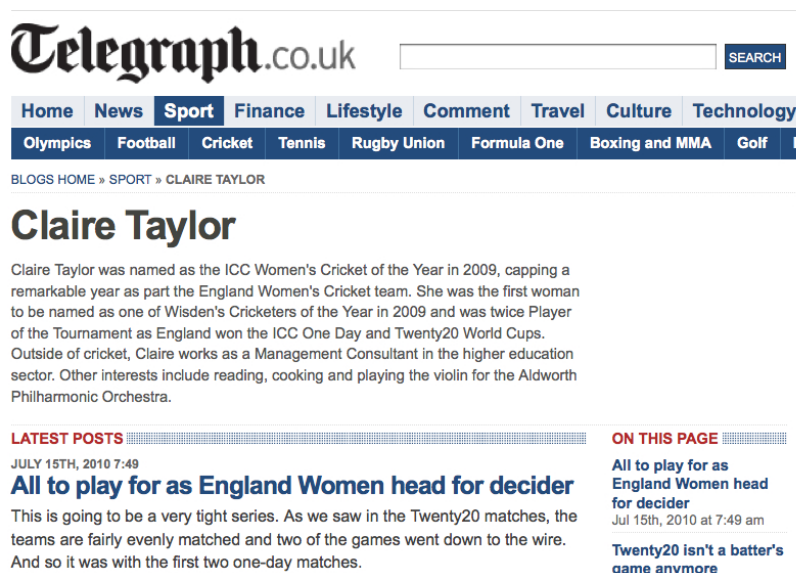 Telegraph.co.uk
SEARCH
Home News Sport Finance Lifestyle Comment Travel Culture Technology
Olympics Football Cricket Tennis Rugby Union Formula One Boxing and MMA Golf
BLOGS HOME » SPORT » CLAIRE TAYLOR
Claire Taylor
Claire Taylor was named as the ICC Women's Cricket of the Year in 2009, capping a
remarkable year as part the England Women's Cricket team. She was the first woman
to be named as one of Wisden's Cricketers of the Year in 2009 and was twice Player
of the Tournament as England won the ICC One Day and Twenty20 World Cups.
Outside of cricket, Claire works as a Management Consultant in the higher education
sector. Other interests include reading, cooking and playing the violin for the Aldworth
Philharmonic Orchestra.
LATEST POSTS
JULY 15TH, 2010 7:49
All to play for as England Women head for decider
This is going to be a very tight series. As we saw in the Twenty20 matches, the
teams are fairly evenly matched and two of the games went down to the wire.
And so it was with the first two one-day matches.
ON THIS PAGE
All to play for as
England Women head
for decider
Jul 15th, 2010 at 7:49 am
Twenty20 isn't a batter's
game anymore